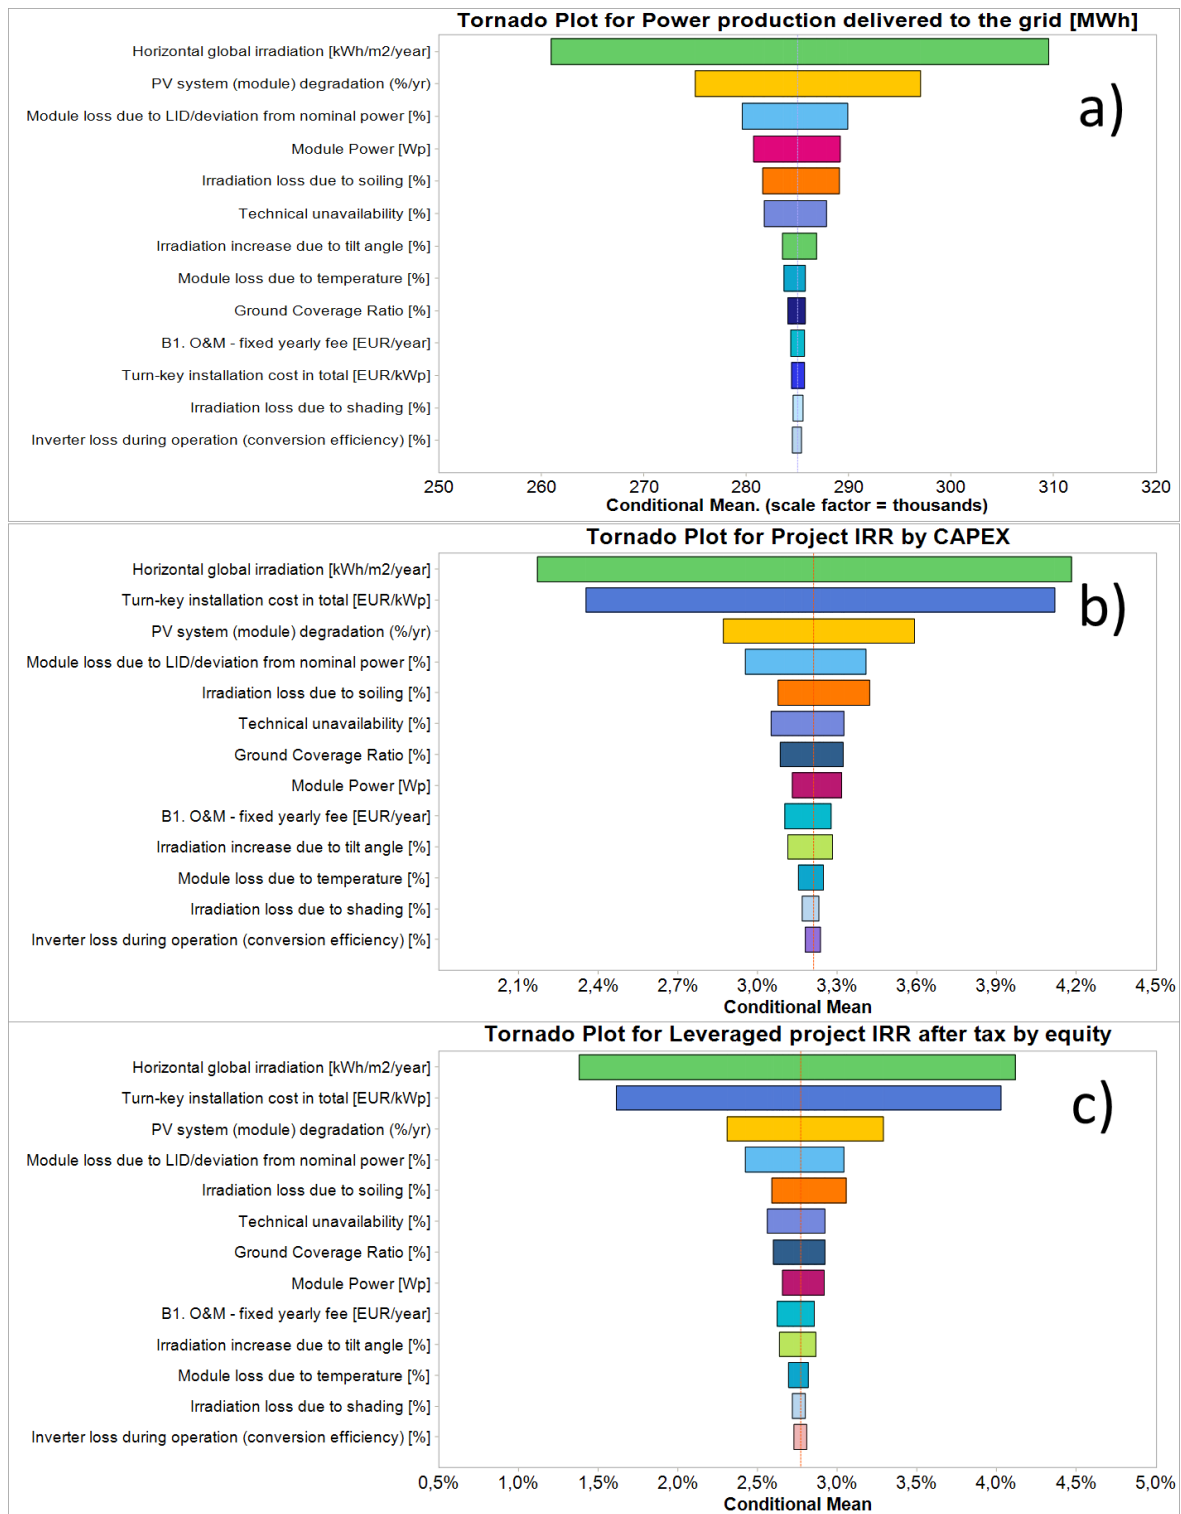 Tornado Plot for Power production delivered to the grid [MWh]
Horizontal global irradiation [kWh/m2/year]
PV system (module) degradation (%/yr)
a)
Module loss due to LID/deviation from nominal power [%]
Module Power [Wp]
Irradiation loss due to soiling [%]
Technical unavailability [%]
Irradiation increase due to tilt angle [%]
Module loss due to temperature [%]
Ground Coverage Ratio [%]
B1. O&M - fixed yearly fee [EUR/year]
Turn-key installation cost in total [EUR/kWp]
Irradiation loss due to shading [%]
Inverter loss during operation (conversion efficiency) [%]
250 260 270 280 290 300 310 320
Conditional Mean. (scale factor = thousands)
Tornado Plot for Project IRR by CAPEX
Horizontal global irradiation [kWh/m2/year]
Turn-key installation cost in total [EUR/kWp]
b)
PV system (module) degradation (%/yr)
Module loss due to LID/deviation from nominal power [%]
Irradiation loss due to soiling [%]
Technical unavailability [%]
Ground Coverage Ratio [%]
Module Power [Wp]
B1. O&M - fixed yearly fee [EUR/year]
Irradiation increase due to tilt angle [%]
Module loss due to temperature [%]
Irradiation loss due to shading [%]
Inverter loss during operation (conversion efficiency) [%]
2,1% 2,4% 2,7% 3,0% 3,3% 3,6% 3,9% 4,2% 4,5%
Conditional Mean
Tornado Plot for Leveraged project IRR after tax by equity
Horizontal global irradiation [kWh/m2/year]
Turn-key installation cost in total [EUR/kWp]
c)
PV system (module) degradation (%/yr)
Module loss due to LID/deviation from nominal power [%]
Irradiation loss due to soiling [%]
Technical unavailability [%]
Ground Coverage Ratio [%]
Module Power [Wp]
B1. O&M - fixed yearly fee [EUR/year]
Irradiation increase due to tilt angle [%]
Module loss due to temperature [%]
Irradiation loss due to shading [%]
Inverter loss during operation (conversion efficiency) [%]
0,5% 1,0% 1,5% 2,0% 2,5% 3,0% 3,5% 4,0% 4,5% 5,0%
Conditional Mean